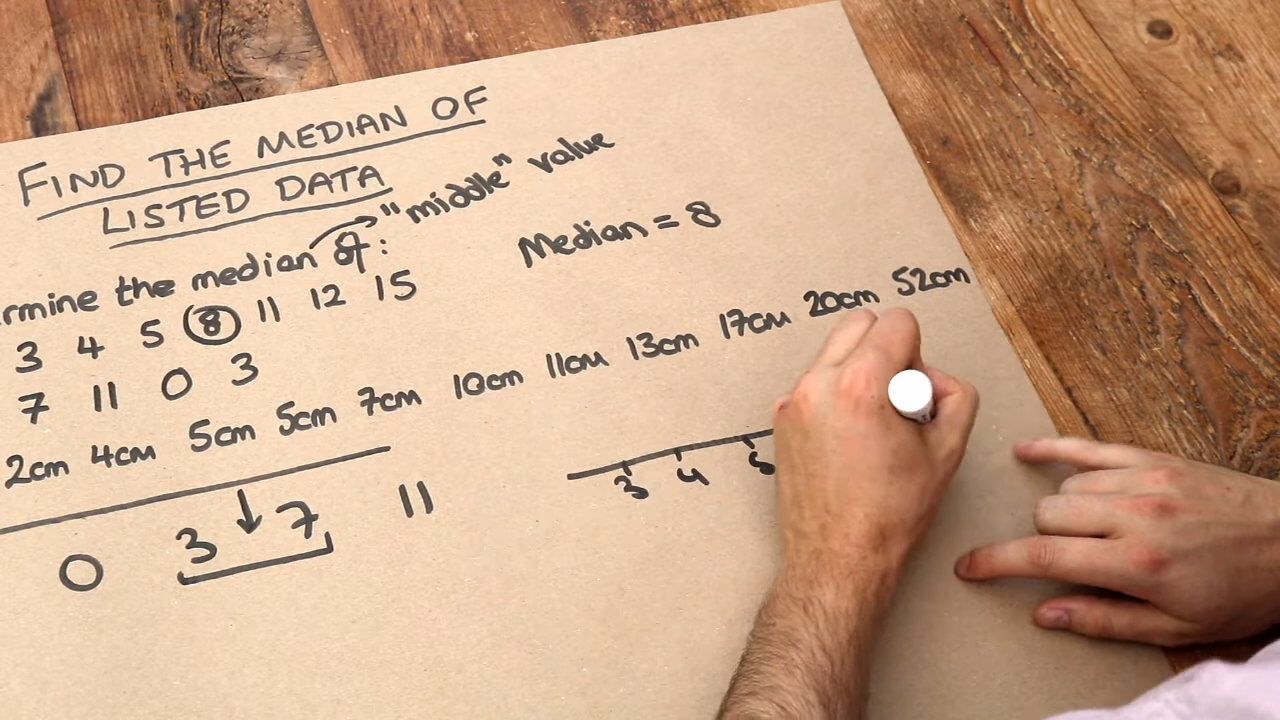 FIND THE MEDIAN OF
LISTED DATA
rmine the median of: "middle" value
3 4 5 8 11 12 15 Median = 8
7 11 0 3
2cm 4cm 5cm 5cm 7cm 10cm 11cm 13cm 17cm 20cm 52cm
0 3 7 11
3 4 5